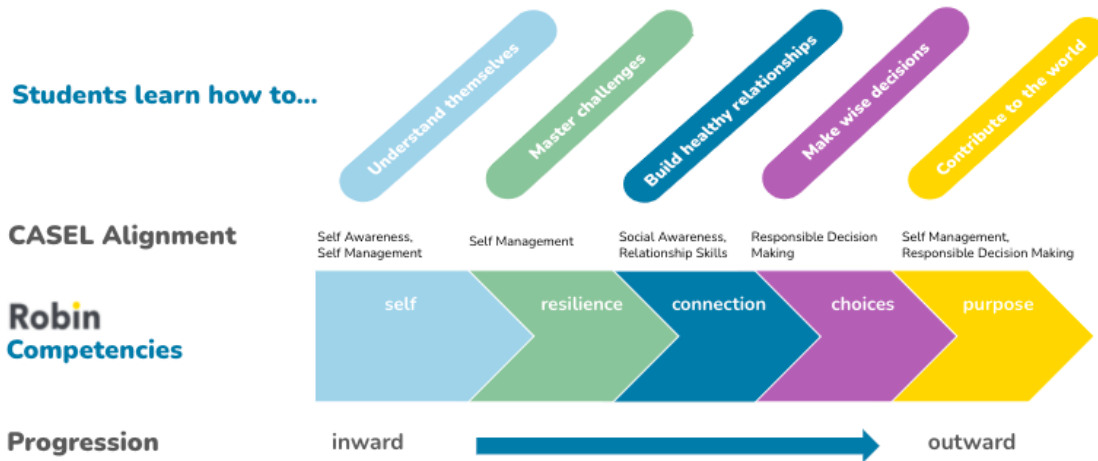 Students learn how to...
Understand themselves
Master challenges
Build healthy relationships
Make wise decisions
Contribute to the world
CASEL Alignment
Self Awareness,
Self Management
Self Management
Social Awareness,
Relationship Skills
Responsible Decision
Making
Self Management,
Responsible Decision Making
Robin
Competencies
self
resilience
connection
choices
purpose
Progression
inward
outward